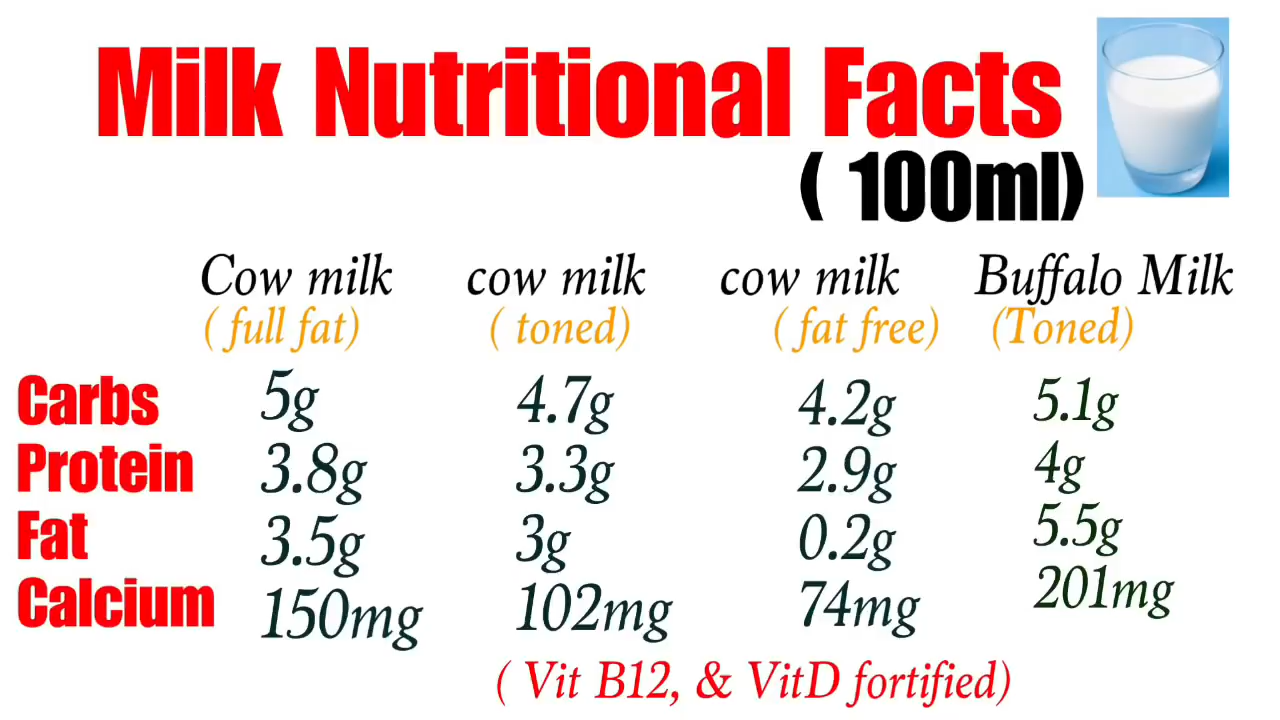 Milk Nutritional Facts
( 100ml)
Cow milk cow milk cow milk Buffalo Milk
( full fat) ( toned) ( fat free) (Toned)
Carbs 5g 4.7g 4.2g 5.1g
Protein 3.8g 3.3g 2.9g 4g
Fat 3.5g 3g 0.2g 5.5g
Calcium 150mg 102mg 74mg 201mg
( Vit B12, & VitD fortified)